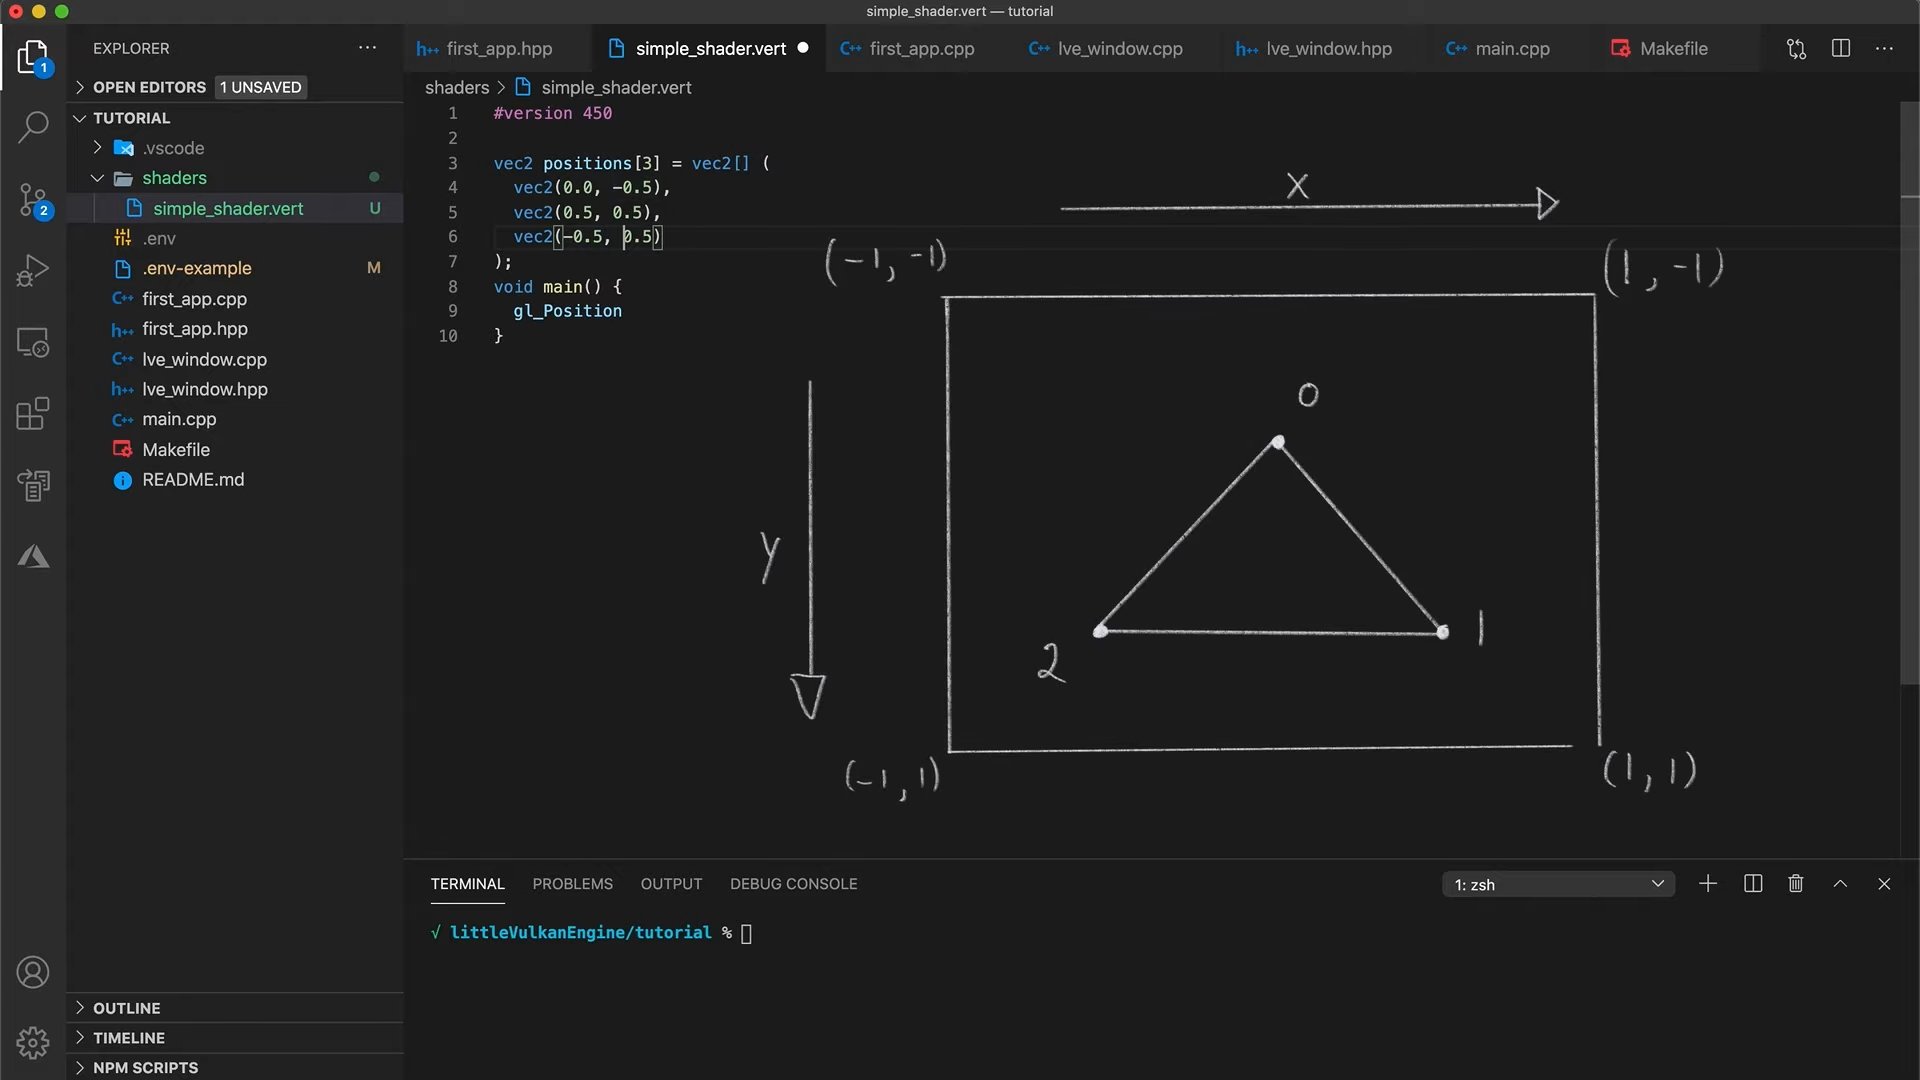 simple_shader.vert — tutorial
EXPLORER
first_app.hpp
simple_shader.vert
first_app.cpp
lve_window.cpp
lve_window.hpp
main.cpp
Makefile
1
OPEN EDITORS 1 UNSAVED
shaders > simple_shader.vert
TUTORIAL
.vscode
shaders
simple_shader.vert U
.env
.env-example M
first_app.cpp
first_app.hpp
lve_window.cpp
lve_window.hpp
main.cpp
Makefile
README.md
2
1 #version 450
2
3 vec2 positions[3] = vec2[] (
4 vec2(0.0, -0.5),
5 vec2(0.5, 0.5),
6 vec2(-0.5, 0.5)
7 );
8 void main() {
9 gl_Position
10 }
X
(-1, -1)
(1, -1)
0
y
2
1
(-1, 1)
(1, 1)
TERMINAL PROBLEMS OUTPUT DEBUG CONSOLE
1: zsh
√ littleVulkanEngine/tutorial %
OUTLINE
TIMELINE
NPM SCRIPTS